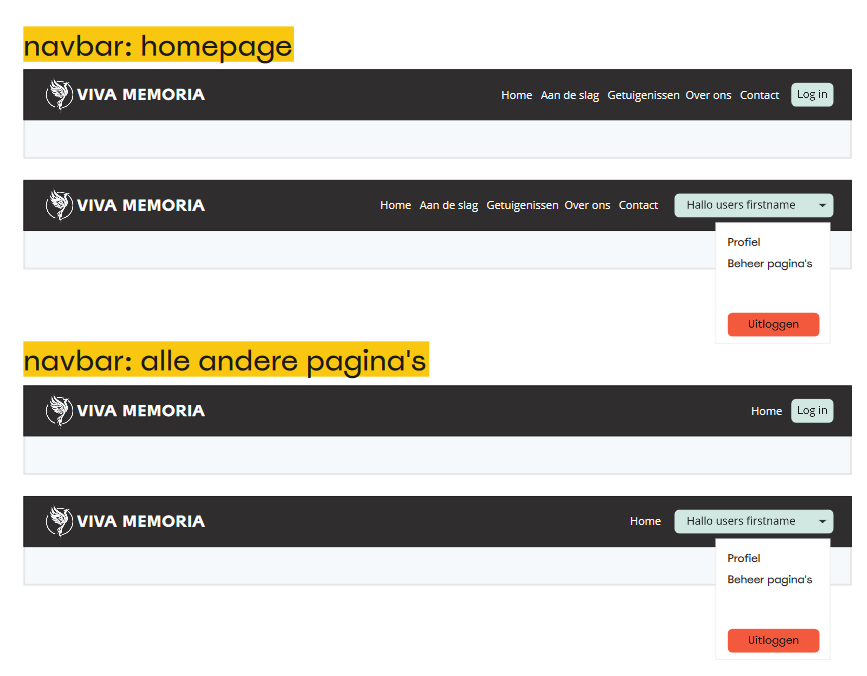 navbar: homepage
VIVA MEMORIA Home Aan de slag Getuigenissen Over ons Contact Log in
VIVA MEMORIA Home Aan de slag Getuigenissen Over ons Contact Hallo users firstname
Profiel
Beheer pagina's
Uitloggen
navbar: alle andere pagina's
VIVA MEMORIA Home Log in
VIVA MEMORIA Home Hallo users firstname
Profiel
Beheer pagina's
Uitloggen